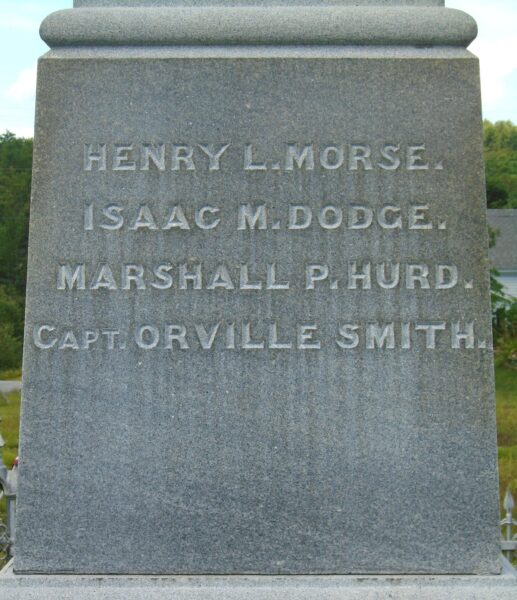 HENRY L. MORSE.
ISAAC M. DODGE.
MARSHALL P. HURD.
CAPT. ORVILLE SMITH.